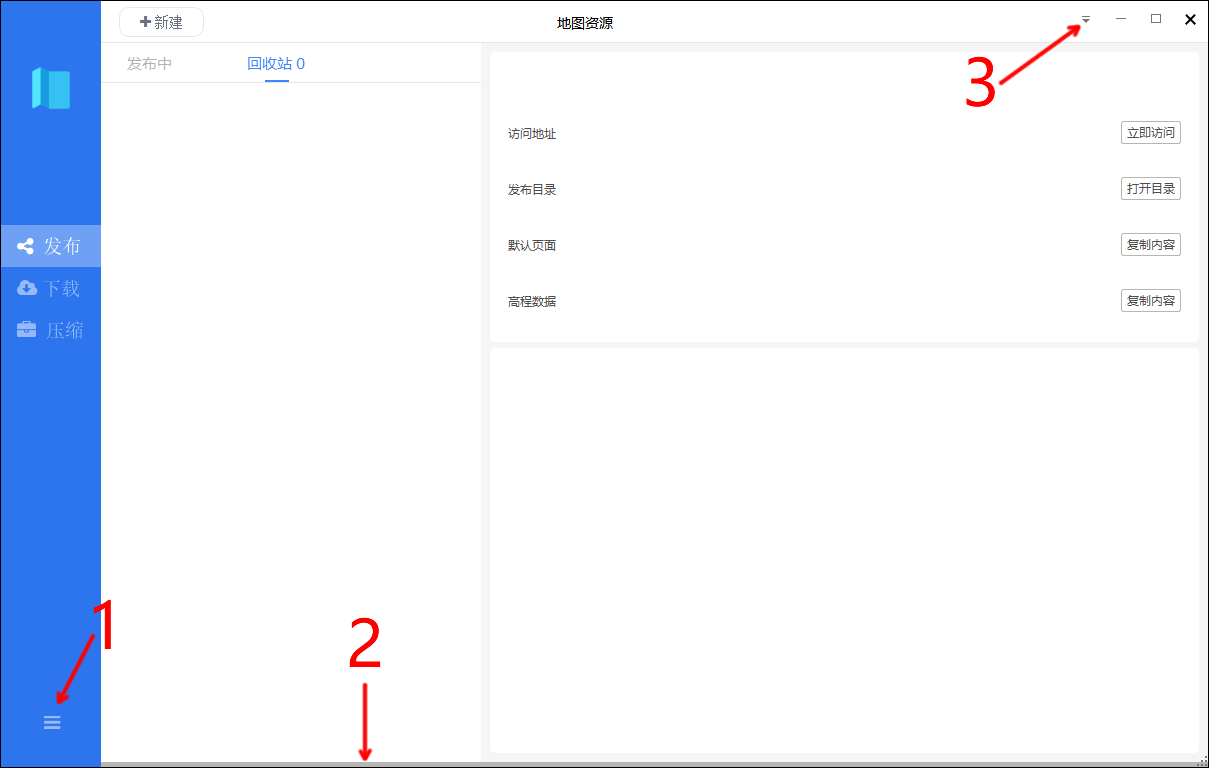 新建
地图资源
发布中
回收站 0
3
访问地址
立即访问
发布目录
打开目录
发布
默认页面
复制内容
下载
高程数据
复制内容
压缩
1
2